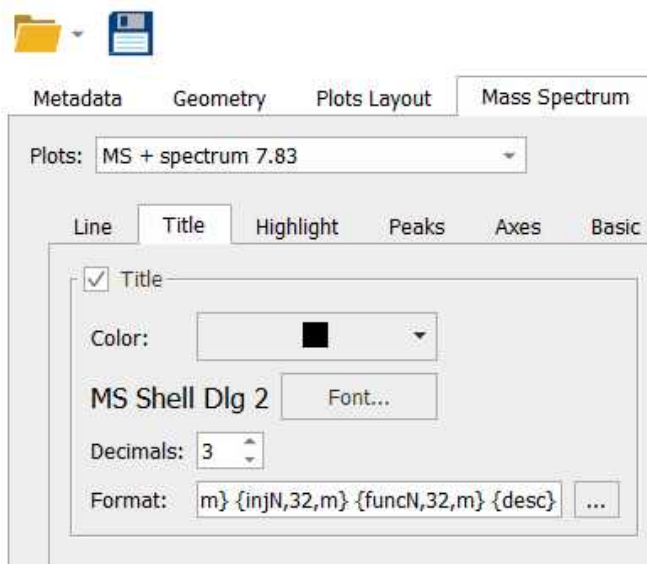 Metadata Geometry Plots Layout Mass Spectrum
Plots: MS + spectrum 7.83
Line Title Highlight Peaks Axes Basic
Title
Color:
MS Shell Dlg 2 Font...
Decimals: 3
Format: m} {injN,32,m} {funcN,32,m} {desc} ...